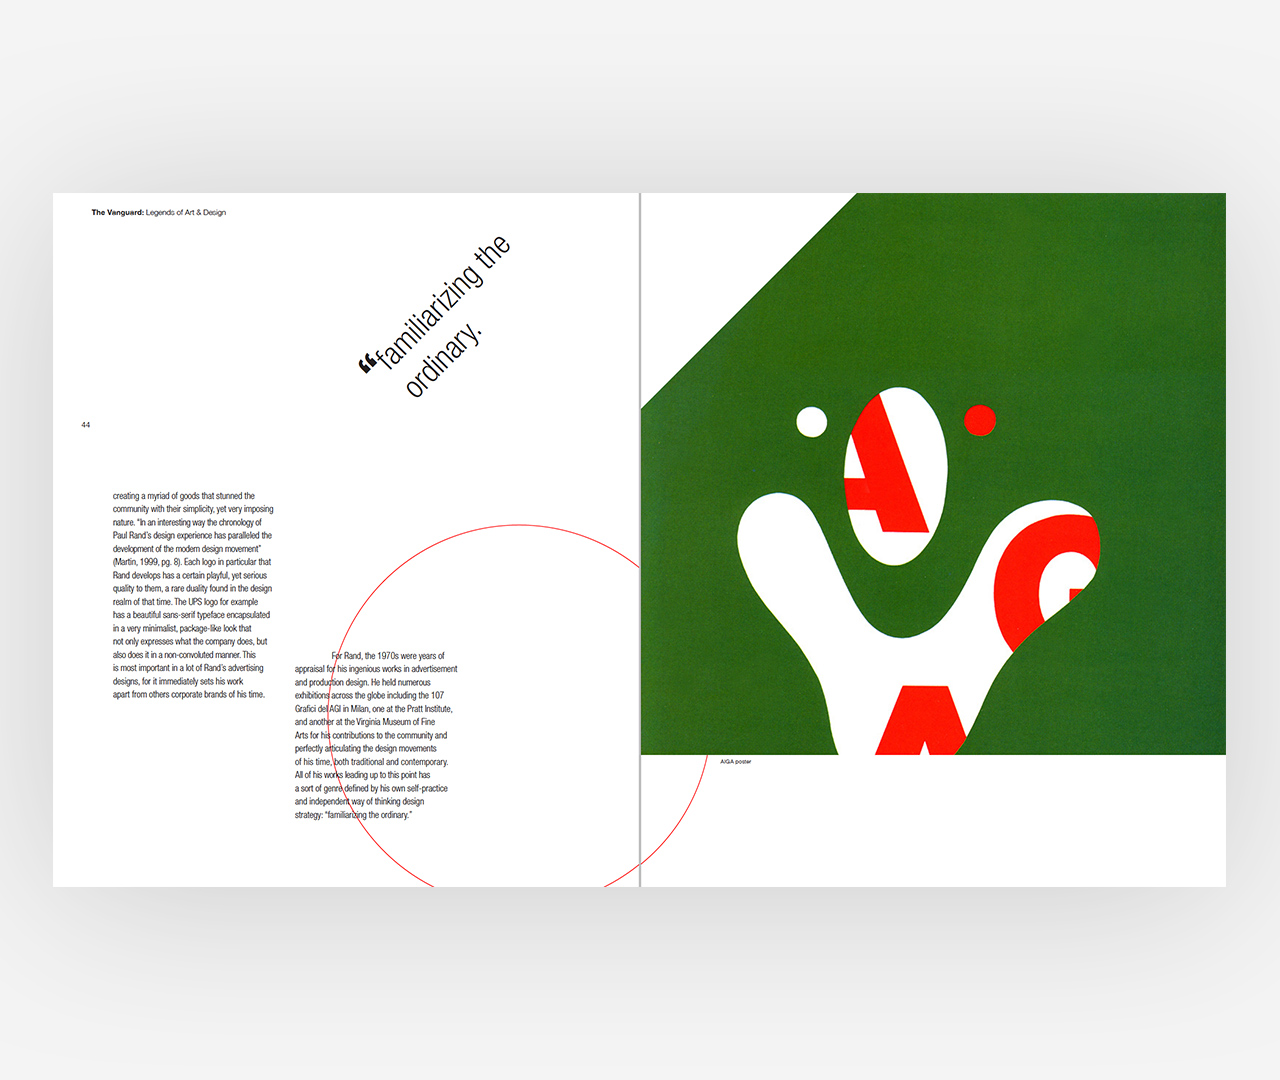 The Vanguard: Legends of Art & Design
“familiarizing the
ordinary.
44
creating a myriad of goods that stunned the
community with their simplicity, yet very imposing
nature. “In an interesting way the chronology of
Paul Rand’s design experience has paralleled the
development of the modern design movement”
(Martin, 1999, pg. 8). Each logo in particular that
Rand develops has a certain playful, yet serious
quality to them, a rare duality found in the design
realm of that time. The UPS logo for example
has a beautiful sans-serif typeface encapsulated
in a very minimalist, package-like look that
not only expresses what the company does, but
also does it in a non-convoluted manner. This
is most important in a lot of Rand’s advertising
designs, for it immediately sets his work
apart from others corporate brands of his time.
For Rand, the 1970s were years of
appraisal for his ingenious works in advertisement
and production design. He held numerous
exhibitions across the globe including the 107
Grafici del AGI in Milan, one at the Pratt Institute,
and another at the Virginia Museum of Fine
Arts for his contributions to the community and
perfectly articulating the design movements
of his time, both traditional and contemporary.
All of his works leading up to this point has
a sort of genre defined by his own self-practice
and independent way of thinking design
strategy: “familiarizing the ordinary.”
A
G
A
AIGA poster